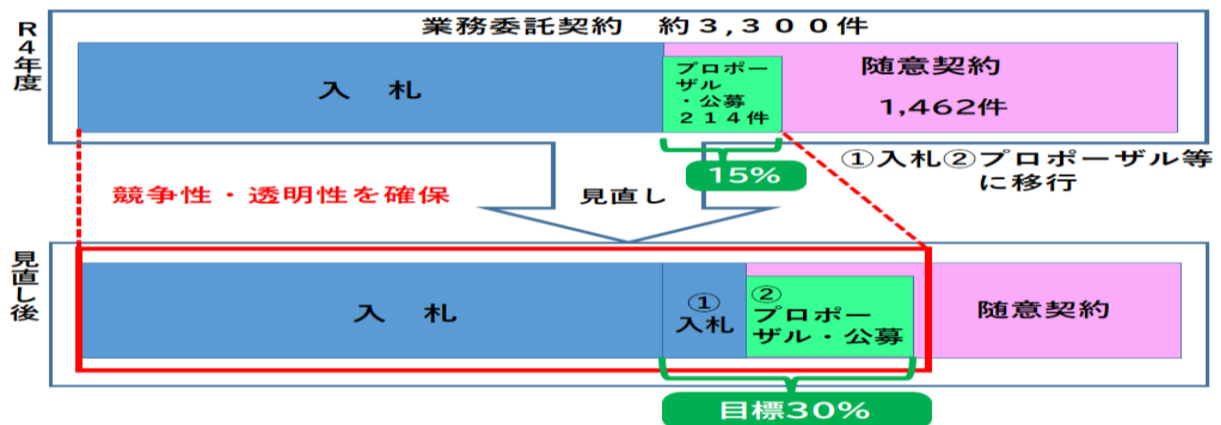 R4年度
業務委託契約 約3,300件
入 札
プロポー
ザル
・公募
214件
随意契約
1,462件
15%
①入札②プロポーザル等
に移行
競争性・透明性を確保
見直し
見直し後
入 札
①
入札
②
プロポー
ザル・公募
随意契約
目標30%